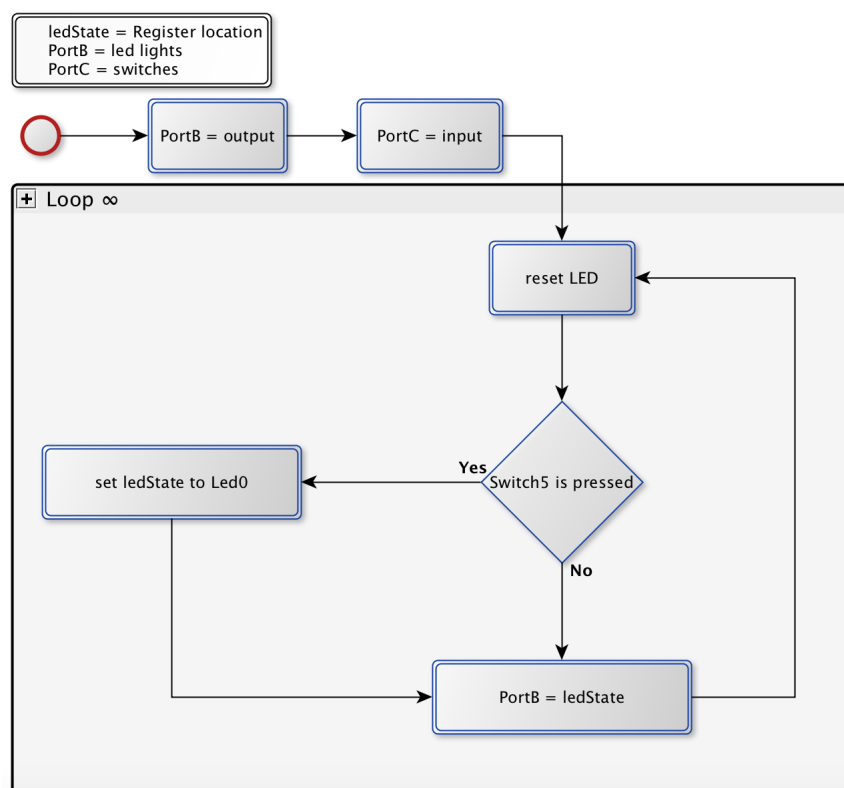 ledState = Register location
PortB = led lights
PortC = switches
PortB = output
PortC = input
Loop ∞
reset LED
Yes
Switch5 is pressed
set ledState to Led0
No
PortB = ledState